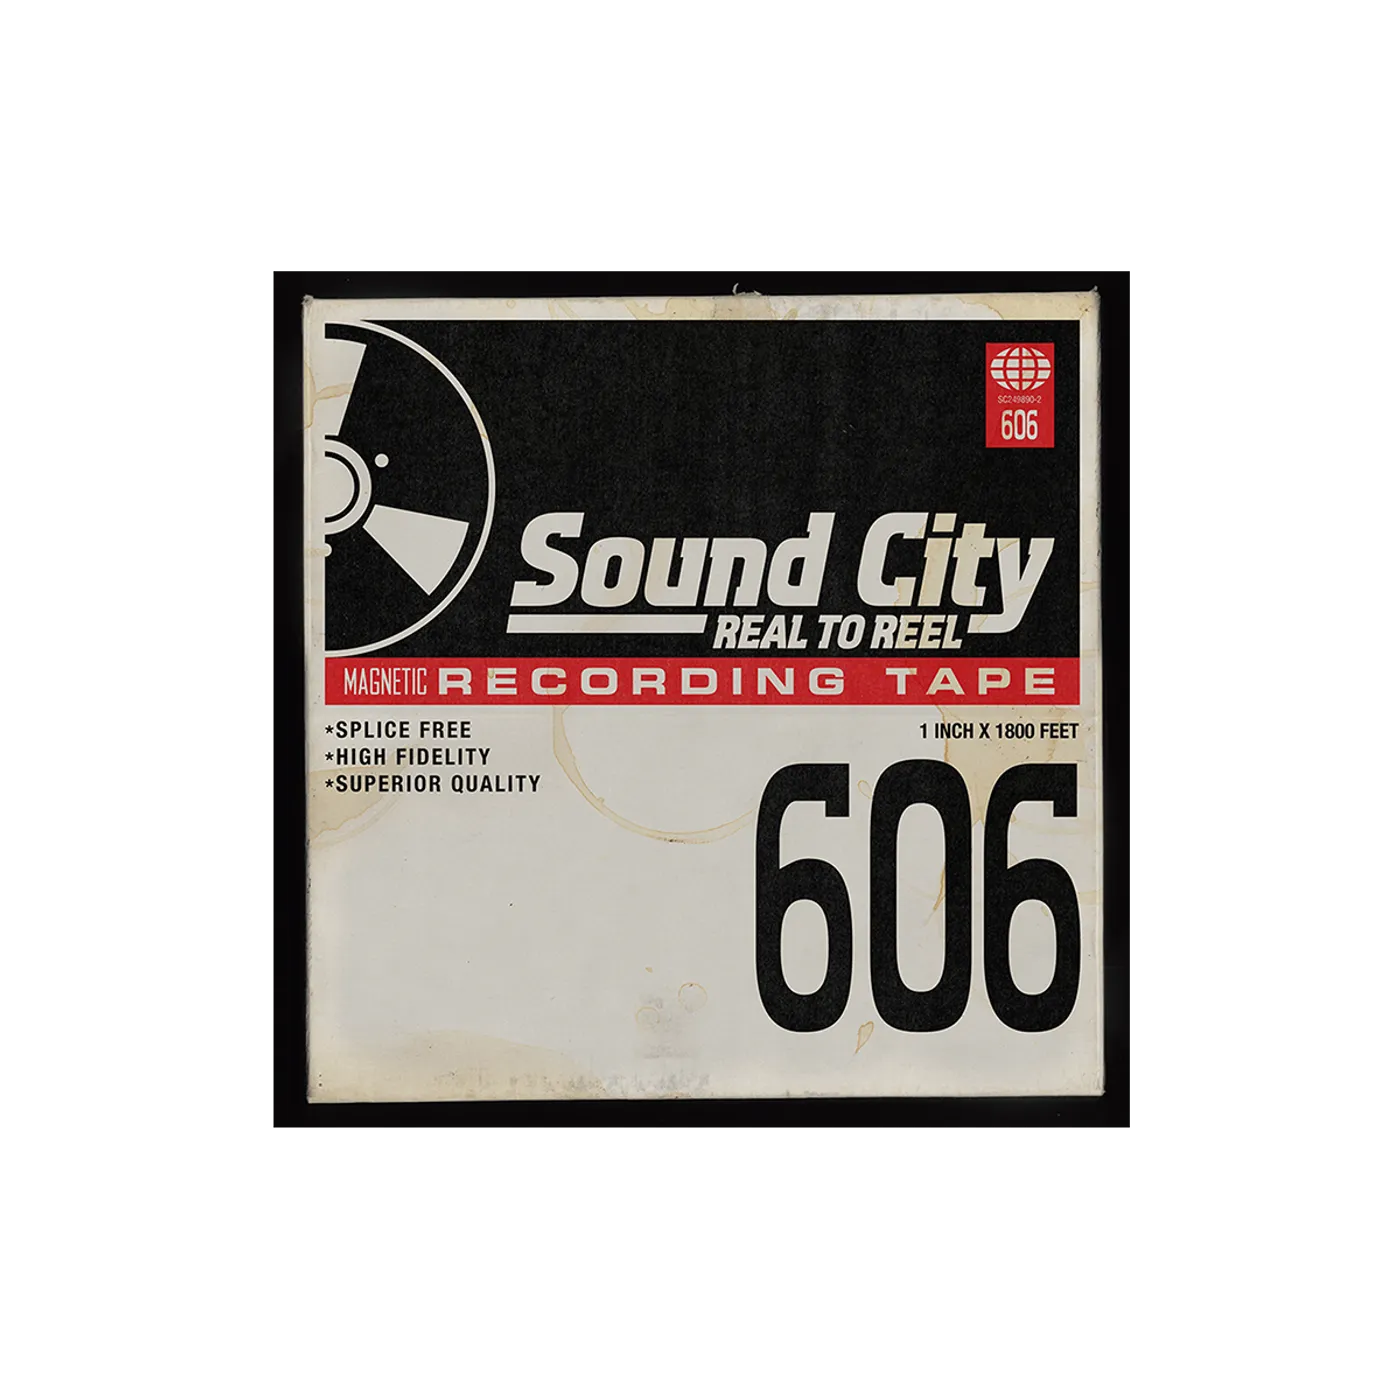 SC249890-2
606
Sound City
REAL TO REEL
MAGNETIC RECORDING TAPE
*SPLICE FREE
*HIGH FIDELITY
*SUPERIOR QUALITY
1 INCH X 1800 FEET
606